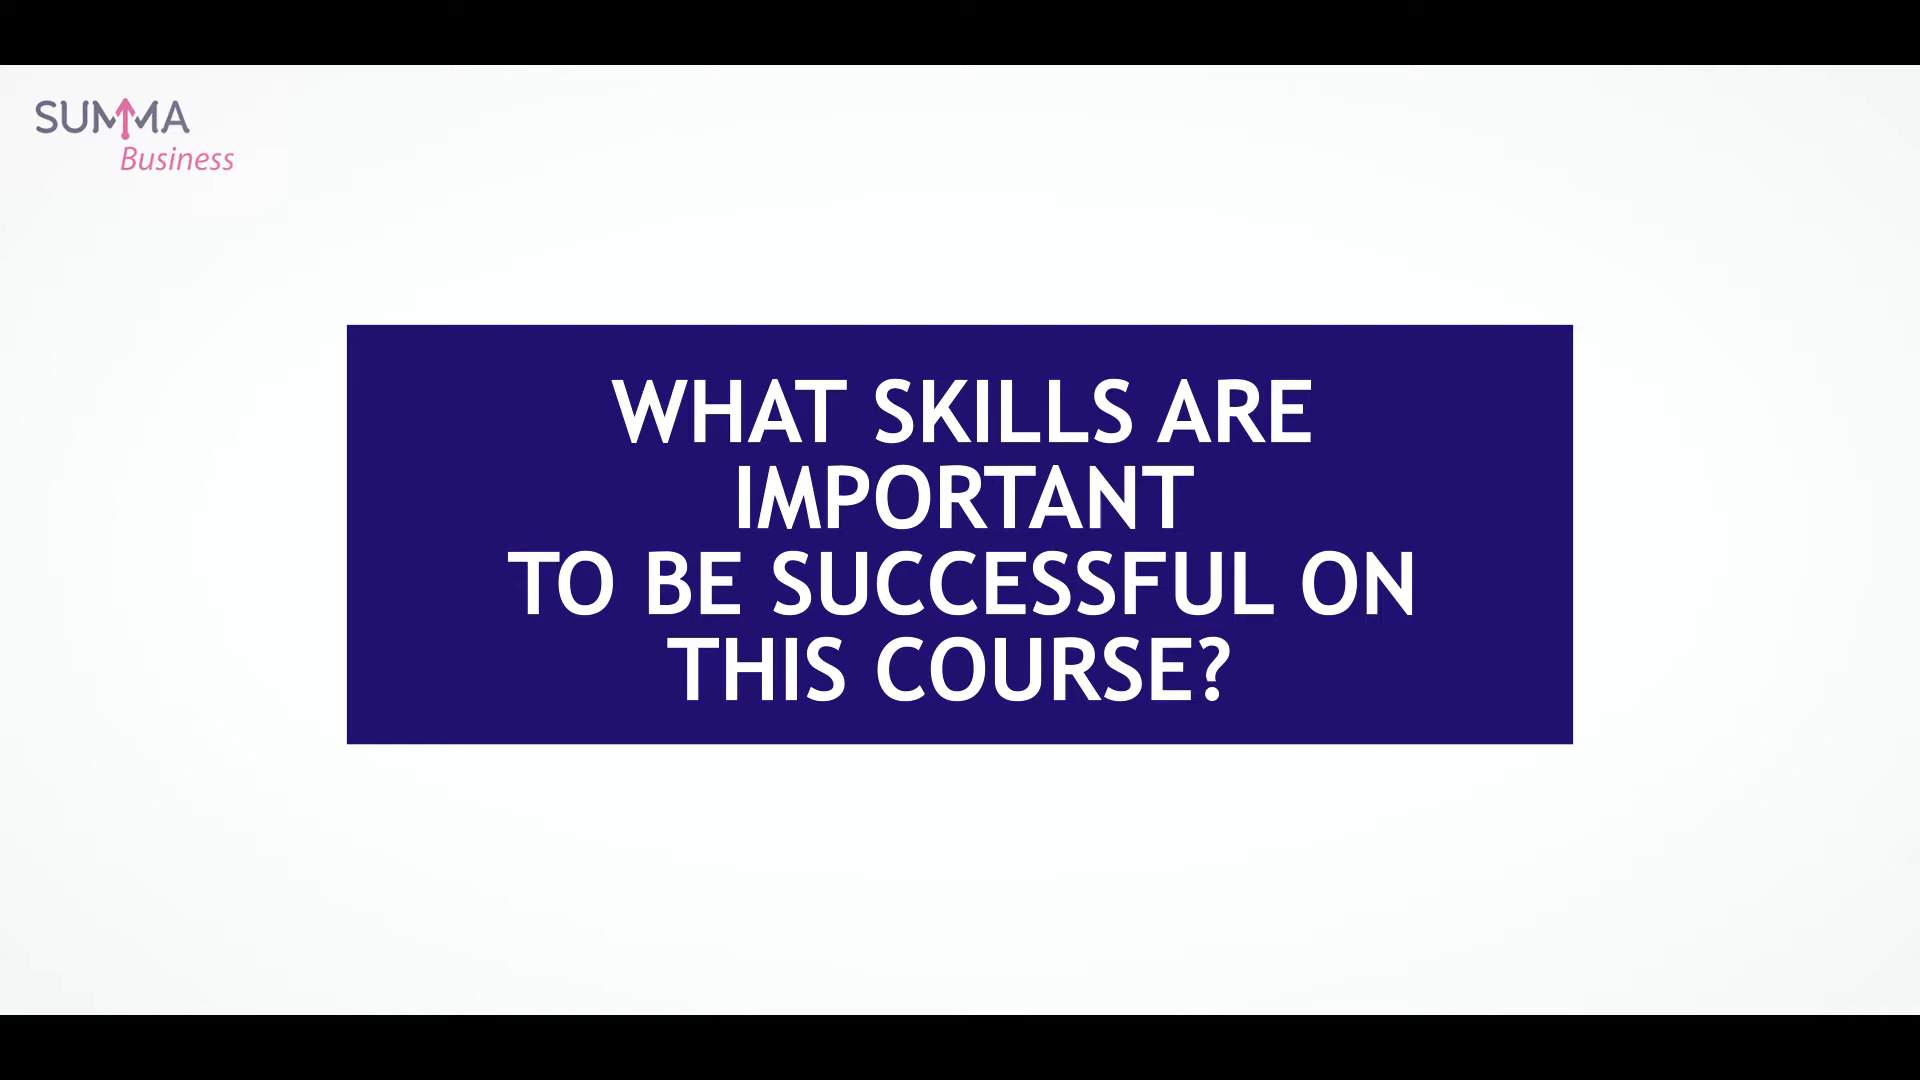 SUMMA
Business
WHAT SKILLS ARE
IMPORTANT
TO BE SUCCESSFUL ON
THIS COURSE?